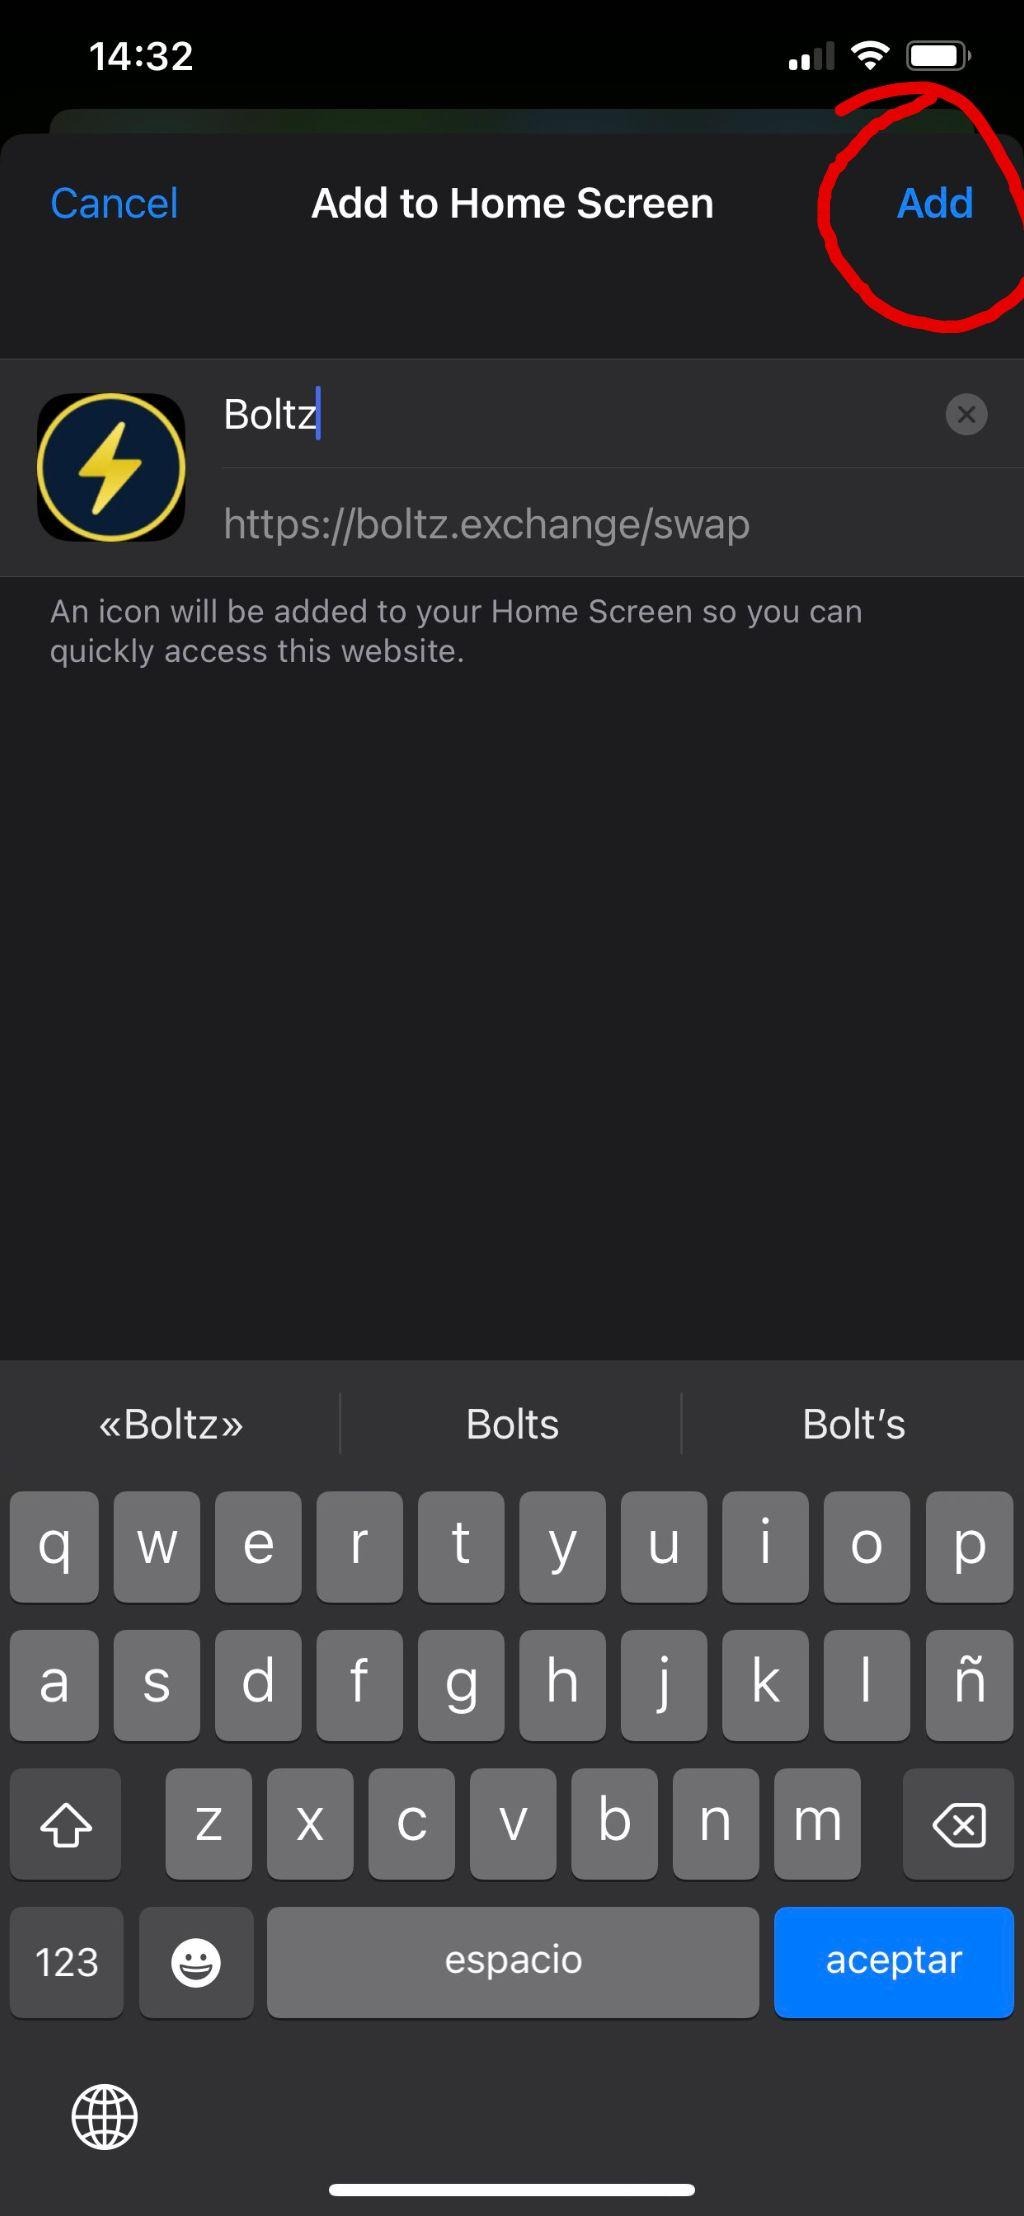 14:32
Cancel
Add to Home Screen
Add
Boltz
https://boltz.exchange/swap
An icon will be added to your Home Screen so you can
quickly access this website.
«Boltz» Bolts Bolt’s
q w e r t y u i o p
a s d f g h j k l ñ
z x c v b n m
123 espacio aceptar